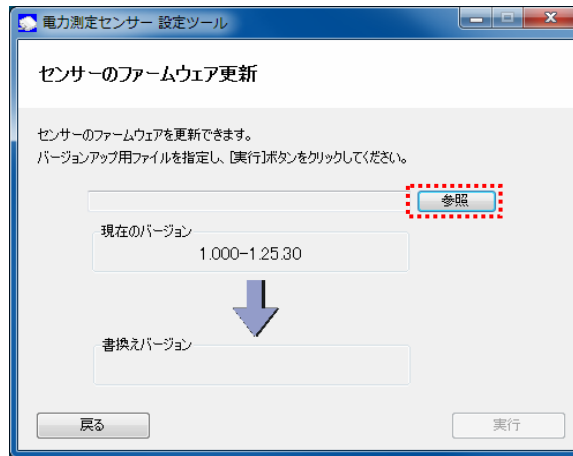 電力測定センサー 設定ツール
センサーのファームウェア更新
センサーのファームウェアを更新できます。
バージョンアップ用ファイルを指定し、[実行]ボタンをクリックしてください。
参照
現在のバージョン
1.000-1.25.30
書換えバージョン
戻る
実行